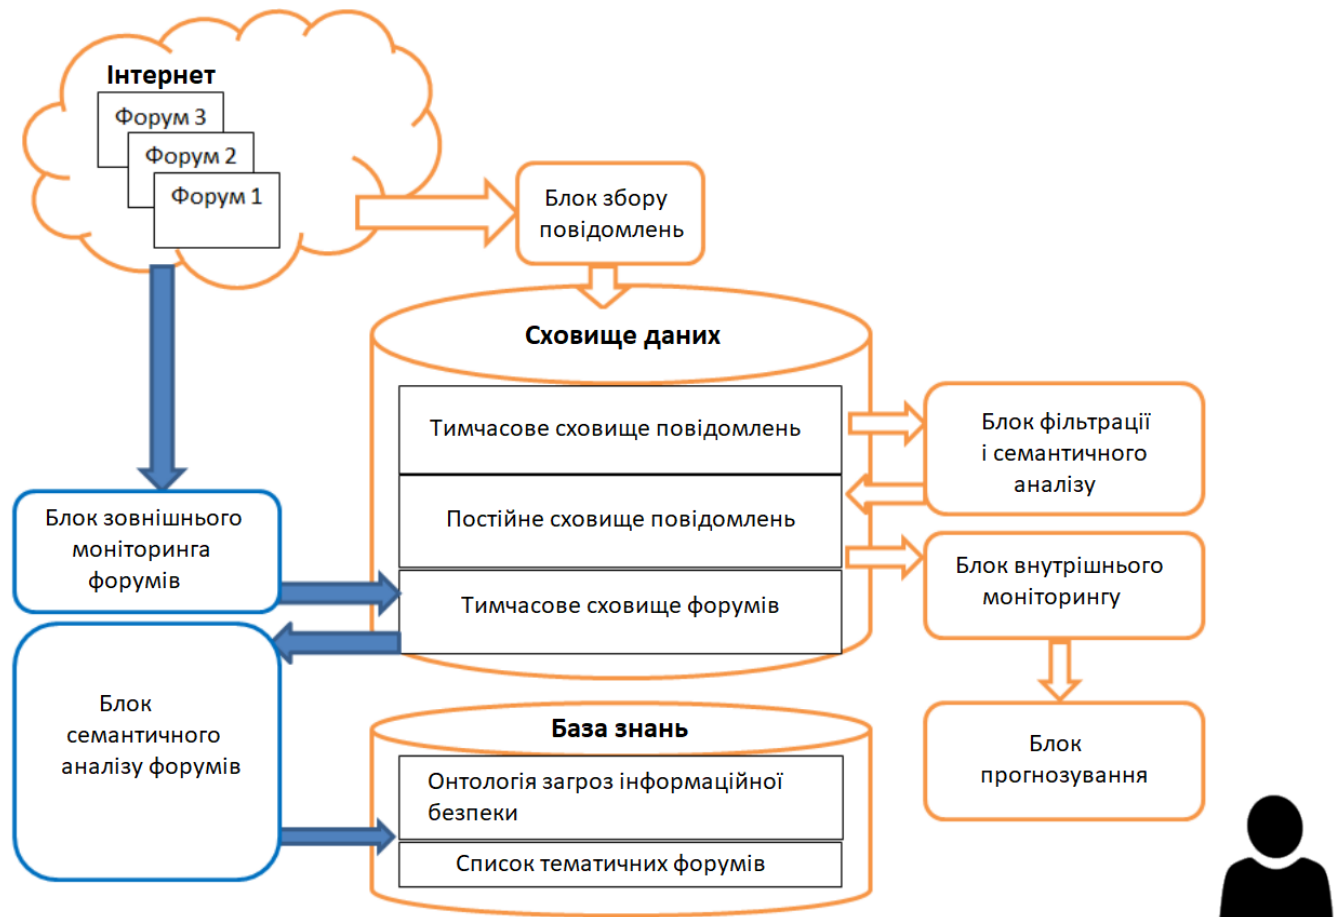 Інтернет
Форум 3
Форум 2
Форум 1
Блок збору
повідомлень
Сховище даних
Тимчасове сховище повідомлень
Постійне сховище повідомлень
Тимчасове сховище форумів
Блок фільтрації
і семантичного
аналізу
Блок внутрішнього
моніторингу
Блок
прогнозування
Блок зовнішнього
моніторинга
форумів
Блок
семантичного
аналізу форумів
База знань
Онтологія загроз інформаційної
безпеки
Список тематичних форумів